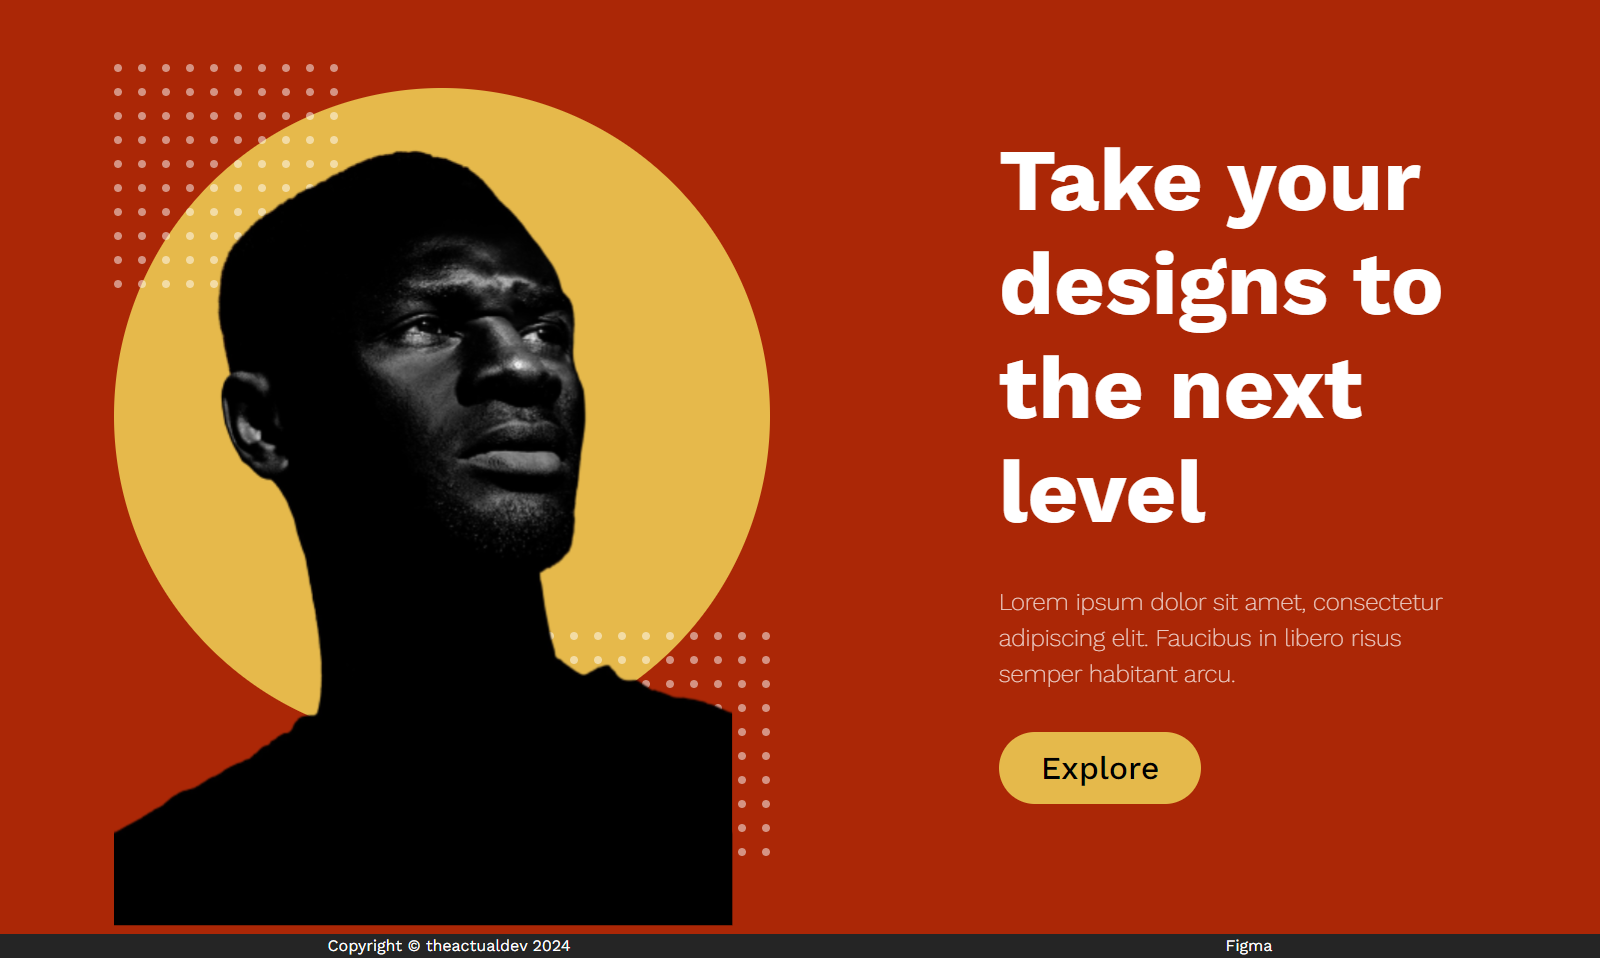 Take your
designs to
the next
level
Lorem ipsum dolor sit amet, consectetur
adipiscing elit. Faucibus in libero risus
semper habitant arcu.
Explore
Copyright © theactualdev 2024
Figma